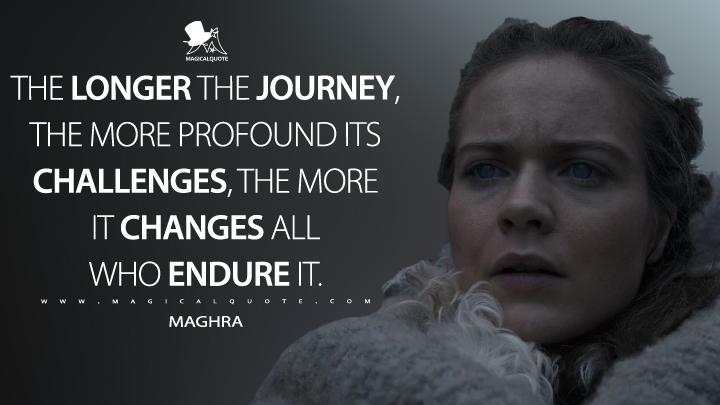 MAGICALQUOTE
THE LONGER THE JOURNEY,
THE MORE PROFOUND ITS
CHALLENGES, THE MORE
IT CHANGES ALL
WHO ENDURE IT.
WWW.MAGICALQUOTE.COM
MAGHRA